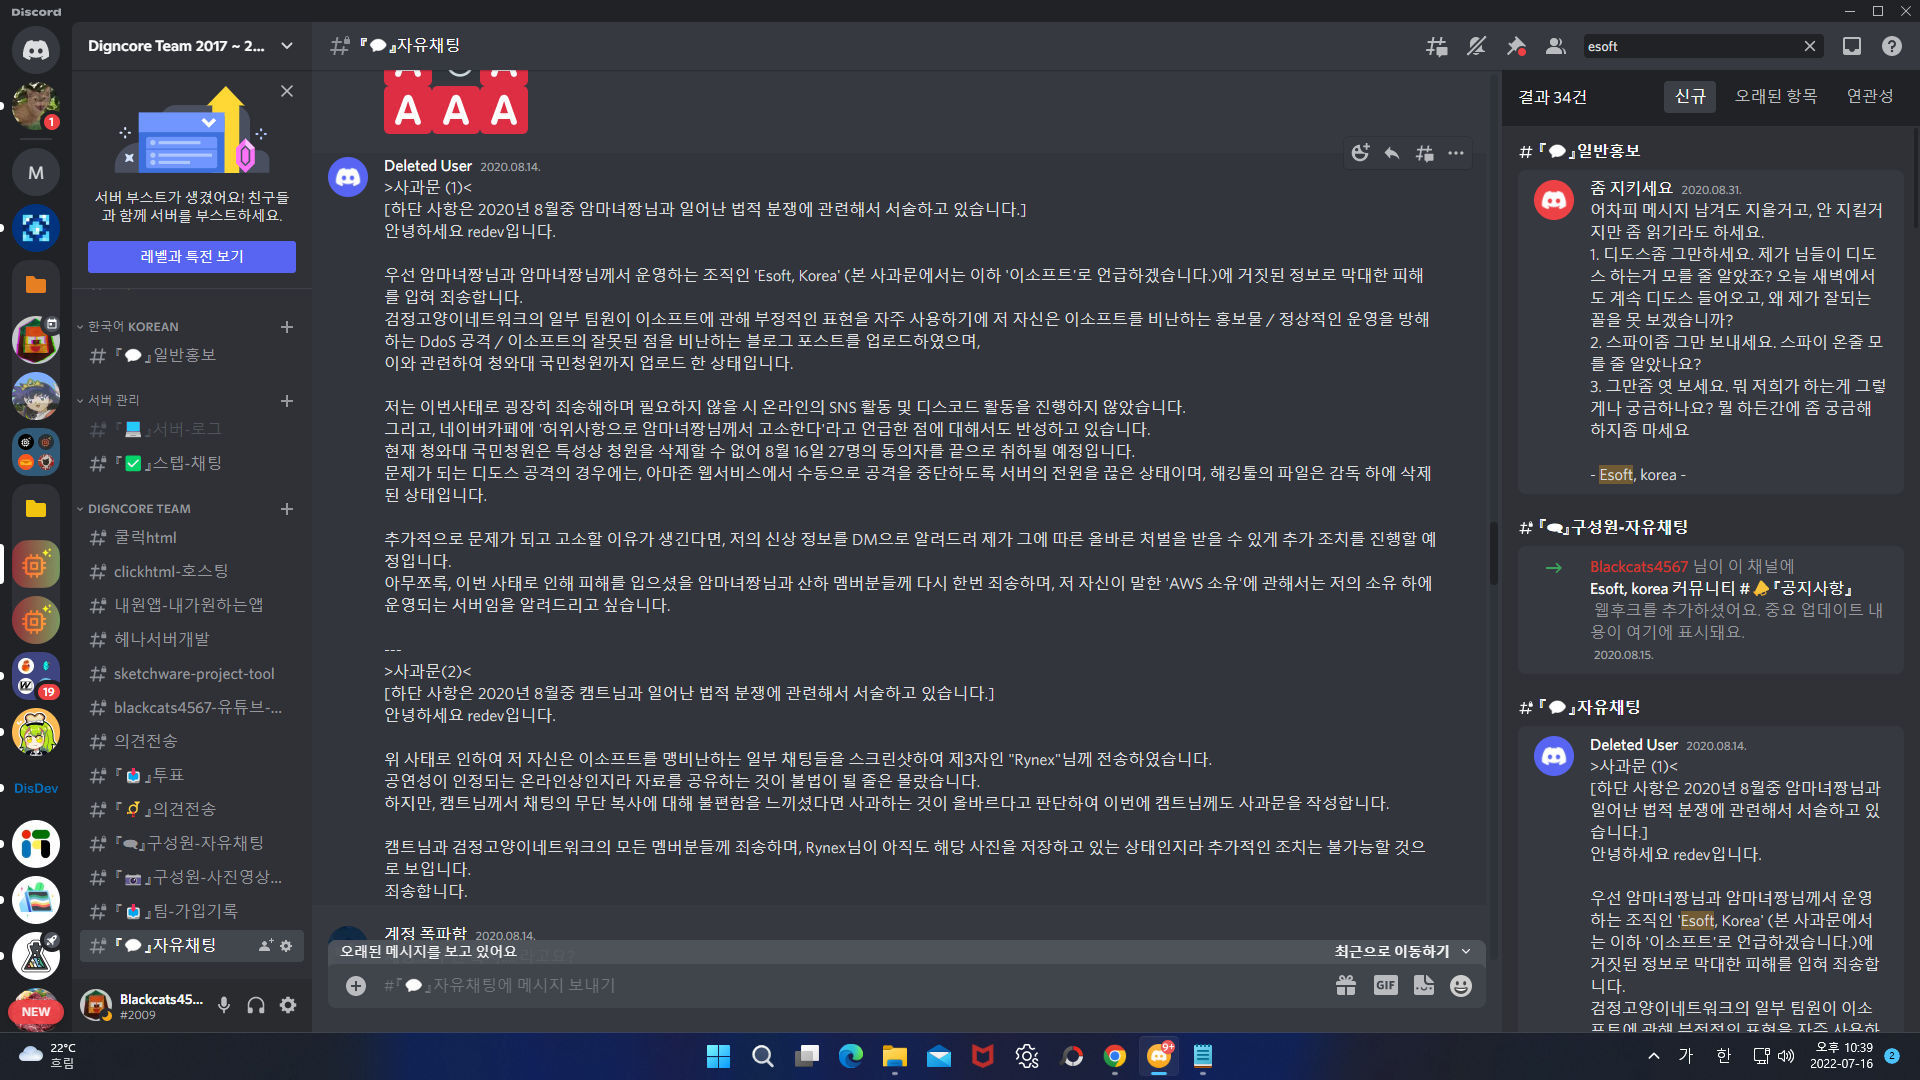 Discord
Digncore Team 2017 ~ 2...
서버 부스트가 생겼어요! 친구들
과 함께 서버를 부스트하세요.
레벨과 특전 보기
한국어 KOREAN
『💬』일반홍보
서버 관리
『💻』서버-로그
『✅』스텝-채팅
DIGNCORE TEAM
쿨럭html
clickhtml-호스팅
내원앱-내가원하는앱
헤나서버개발
sketchware-project-tool
blackcats4567-유튜브-...
의견전송
『🗳』투표
『⚥』의견전송
『🗨』구성원-자유채팅
『📷』구성원-사진영상...
『📩』팀-가입기록
『💬』자유채팅
Blackcats45...
#2009
1
M
19
DisDev
NEW
『💬』자유채팅
A A A
Deleted User 2020.08.14.
>사과문 (1)<
[하단 사항은 2020년 8월중 암마녀짱님과 일어난 법적 분쟁에 관련해서 서술하고 있습니다.]
안녕하세요 redev입니다.
우선 암마녀짱님과 암마녀짱님께서 운영하는 조직인 'Esoft, Korea' (본 사과문에서는 이하 '이소프트'로 언급하겠습니다.)에 거짓된 정보로 막대한 피해
를 입혀 죄송합니다.
검정고양이네트워크의 일부 팀원이 이소프트에 관해 부정적인 표현을 자주 사용하기에 저 자신은 이소프트를 비난하는 홍보물 / 정상적인 운영을 방해
하는 DdoS 공격 / 이소프트의 잘못된 점을 비난하는 블로그 포스트를 업로드하였으며,
이와 관련하여 청와대 국민청원까지 업로드 한 상태입니다.
저는 이번사태로 굉장히 죄송해하며 필요하지 않을 시 온라인의 SNS 활동 및 디스코드 활동을 진행하지 않았습니다.
그리고, 네이버카페에 '허위사항으로 암마녀짱님께서 고소한다'라고 언급한 점에 대해서도 반성하고 있습니다.
현재 청와대 국민청원은 특성상 청원을 삭제할 수 없어 8월 16일 27명의 동의자를 끝으로 취하될 예정입니다.
문제가 되는 디도스 공격의 경우에는, 아마존 웹서비스에서 수동으로 공격을 중단하도록 서버의 전원을 끊은 상태이며, 해킹툴의 파일은 감독 하에 삭제
된 상태입니다.
추가적으로 문제가 되고 고소할 이유가 생긴다면, 저의 신상 정보를 DM으로 알려드려 제가 그에 따른 올바른 처벌을 받을 수 있게 추가 조치를 진행할 예
정입니다.
아무쪼록, 이번 사태로 인해 피해를 입으셨을 암마녀짱님과 산하 멤버분들께 다시 한번 죄송하며, 저 자신이 말한 'AWS 소유'에 관해서는 저의 소유 하에
운영되는 서버임을 알려드리고 싶습니다.
---
>사과문(2)<
[하단 사항은 2020년 8월중 캠트님과 일어난 법적 분쟁에 관련해서 서술하고 있습니다.]
안녕하세요 redev입니다.
위 사태로 인하여 저 자신은 이소프트를 맹비난하는 일부 채팅들을 스크린샷하여 제3자인 "Rynex"님께 전송하였습니다.
공연성이 인정되는 온라인상인지라 자료를 공유하는 것이 불법이 될 줄은 몰랐습니다.
하지만, 캠트님께서 채팅의 무단 복사에 대해 불편함을 느끼셨다면 사과하는 것이 올바르다고 판단하여 이번에 캠트님께도 사과문을 작성합니다.
캠트님과 검정고양이네트워크의 모든 멤버분들께 죄송하며, Rynex님이 아직도 해당 사진을 저장하고 있는 상태인지라 추가적인 조치는 불가능할 것으
로 보입니다.
죄송합니다.
계정 폭파함 2020.08.14.
오래된 메시지를 보고 있어요
최근으로 이동하기
#『💬』자유채팅에 메시지 보내기
GIF
esoft
결과 34건
신규
오래된 항목
연관성
『💬』일반홍보
좀 지키세요 2020.08.31.
어차피 메시지 남겨도 지울거고, 안 지킬거
지만 좀 읽기라도 하세요.
1. 디도스좀 그만하세요. 제가 님들이 디도
스 하는거 모를 줄 알았죠? 오늘 새벽에서
도 계속 디도스 들어오고, 왜 제가 잘되는
꼴을 못 보겠습니까?
2. 스파이좀 그만 보내세요. 스파이 온줄 모
를 줄 알았나요?
3. 그만좀 엿 보세요. 뭐 저희가 하는게 그렇
게나 궁금하나요? 뭘 하든간에 좀 궁금해
하지좀 마세요
- Esoft, korea -
『🗨』구성원-자유채팅
Blackcats4567 님이 이 채널에
Esoft, korea 커뮤니티 #📣『공지사항』
웹후크를 추가하셨어요. 중요 업데이트 내
용이 여기에 표시돼요.
2020.08.15.
『💬』자유채팅
Deleted User 2020.08.14.
>사과문 (1)<
[하단 사항은 2020년 8월중 암마녀짱님과
일어난 법적 분쟁에 관련해서 서술하고 있
습니다.]
안녕하세요 redev입니다.
우선 암마녀짱님과 암마녀짱님께서 운영
하는 조직인 'Esoft, Korea' (본 사과문에서
는 이하 '이소프트'로 언급하겠습니다.)에
거짓된 정보로 막대한 피해를 입혀 죄송합
니다.
검정고양이네트워크의 일부 팀원이 이소
프트에 관해 부정적인 표현을 자주 사용하
22°C
흐림
9+
가
한
오후 10:39
2022-07-16
2